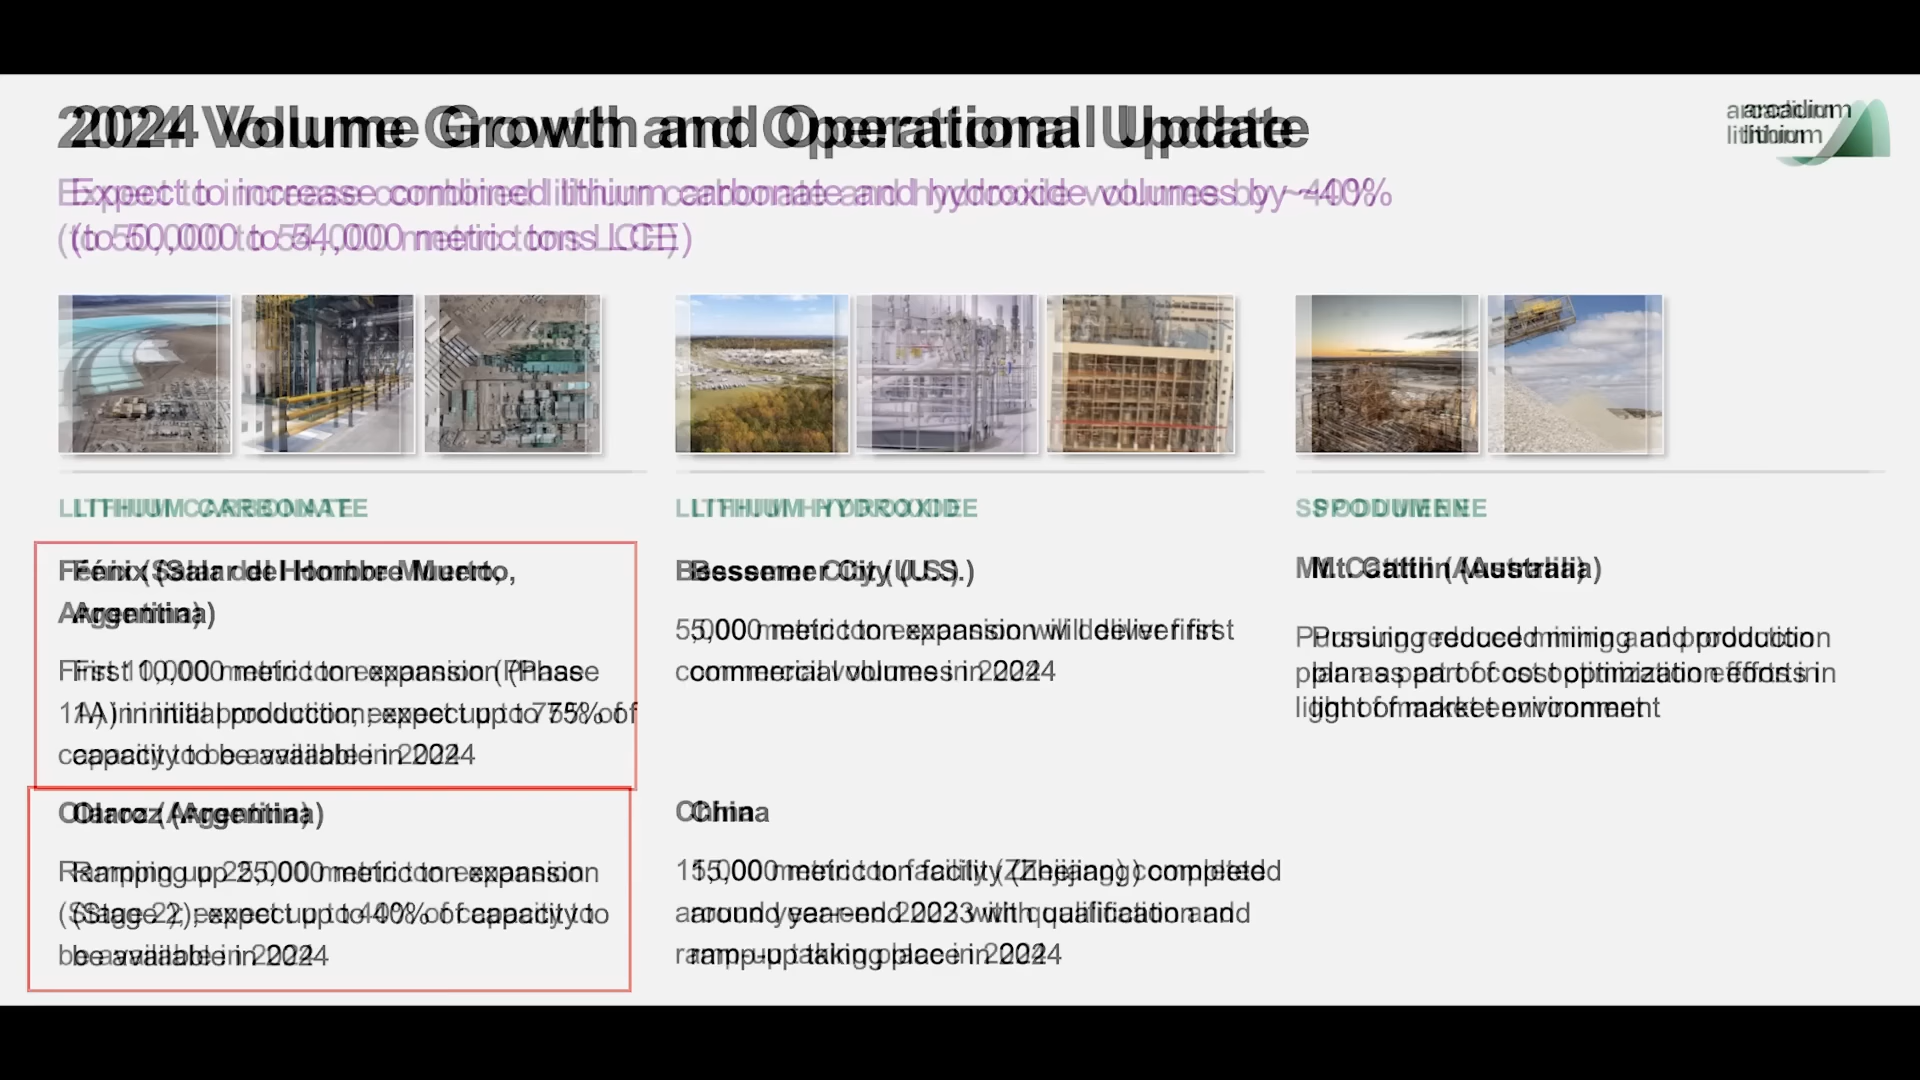 2024 Volume Growth and Operational Update
arcadium
lithium
Expect to increase combined lithium carbonate and hydroxide volumes by ~40%
(to 50,000 to 54,000 metric tons LCE)
LITHIUM CARBONATE
Fénix (Salar del Hombre Muerto,
Argentina)
First 10,000 metric ton expansion (Phase
1A) in initial production; expect up to 75% of
capacity to be available in 2024
Olaroz (Argentina)
Ramping up 25,000 metric ton expansion
(Stage 2); expect up to 40% of capacity to
be available in 2024
LITHIUM HYDROXIDE
Bessemer City (U.S.)
5,000 metric ton expansion will deliver first
commercial volumes in 2024
China
15,000 metric ton facility (Zhejiang) completed
around year-end 2023 with qualification and
ramp-up taking place in 2024
SPODUMENE
Mt. Cattlin (Australia)
Pursuing reduced mining and production
plan as part of cost optimization efforts in
light of market environment